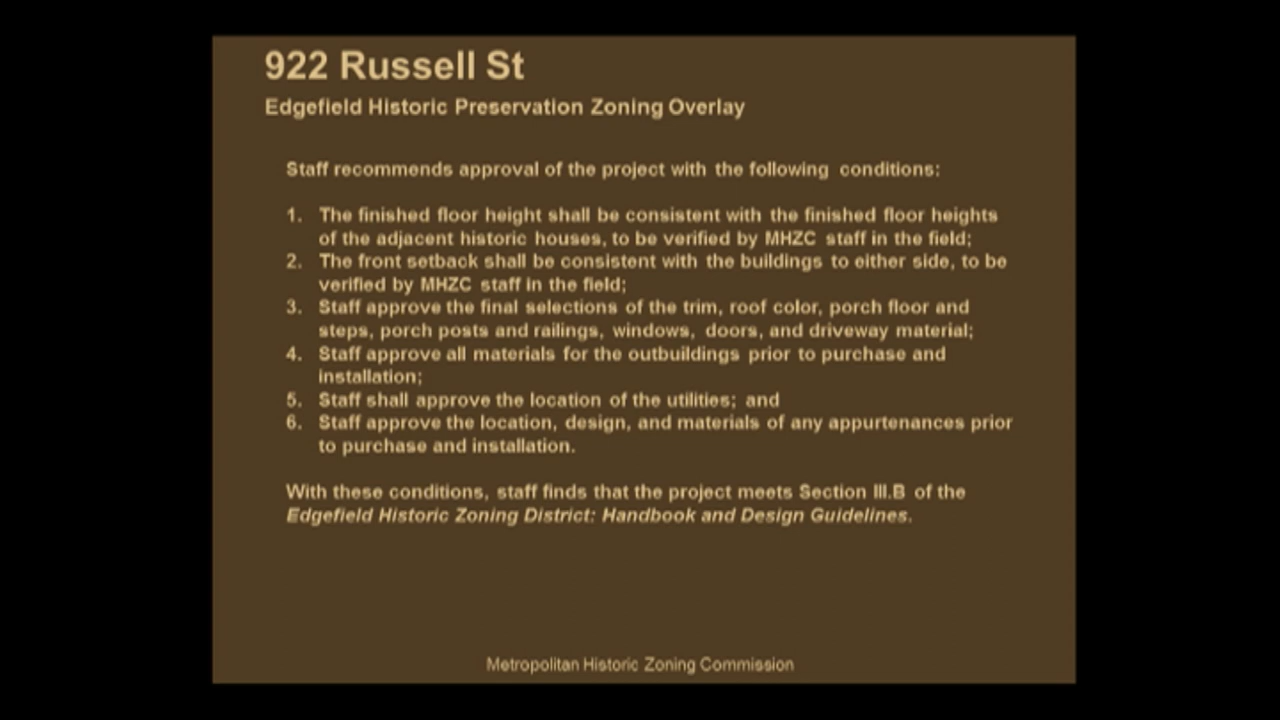 922 Russell St
Edgefield Historic Preservation Zoning Overlay
Staff recommends approval of the project with the following conditions:
1. The finished floor height shall be consistent with the finished floor heights
of the adjacent historic houses, to be verified by MHZC staff in the field;
2. The front setback shall be consistent with the buildings to either side, to be
verified by MHZC staff in the field;
3. Staff approve the final selections of the trim, roof color, porch floor and
steps, porch posts and railings, windows, doors, and driveway material;
4. Staff approve all materials for the outbuildings prior to purchase and
installation;
5. Staff shall approve the location of the utilities; and
6. Staff approve the location, design, and materials of any appurtenances prior
to purchase and installation.
With these conditions, staff finds that the project meets Section III.B of the
Edgefield Historic Zoning District: Handbook and Design Guidelines.
Metropolitan Historic Zoning Commission